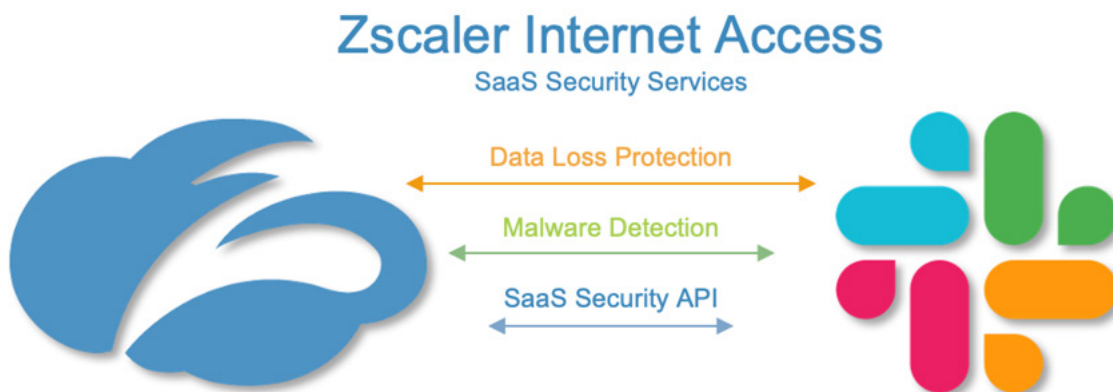 Zscaler Internet Access
SaaS Security Services
Data Loss Protection
Malware Detection
SaaS Security API